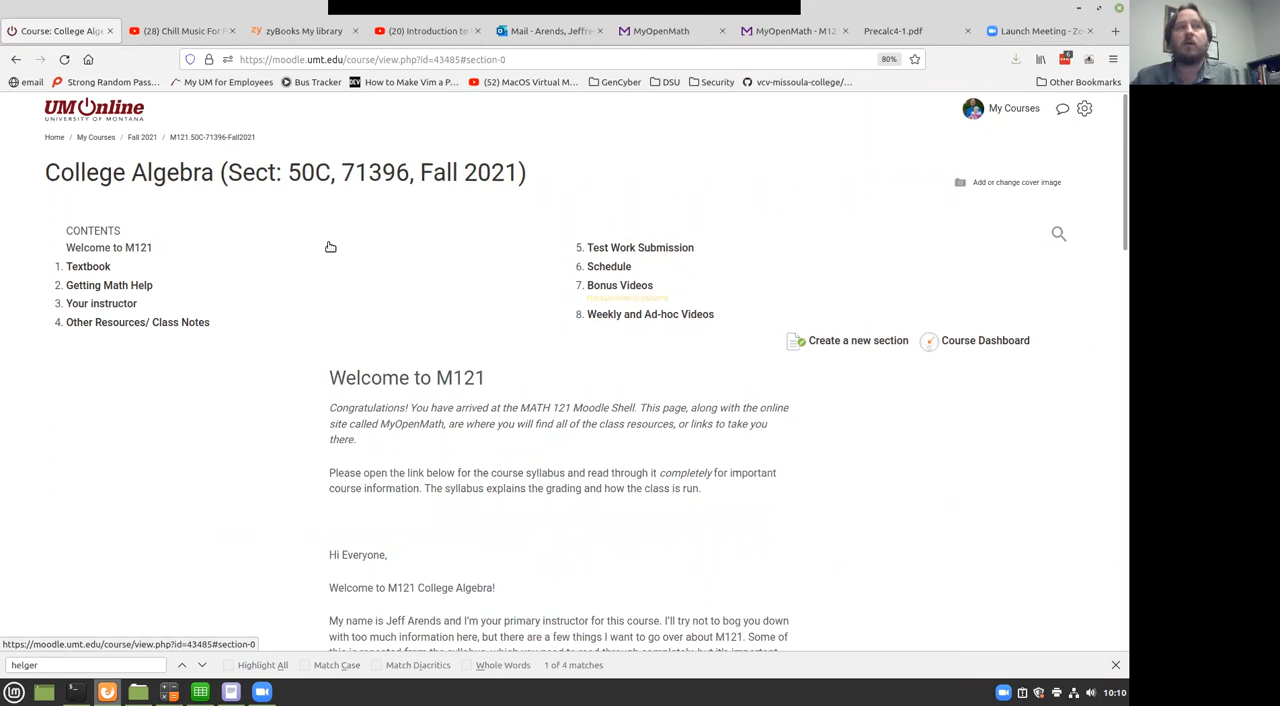 Course: College Alg
(28) Chill Music For P
zyBooks My library
(20) Introduction to
Mail - Arends, Jeffre
MyOpenMath
MyOpenMath - M12
Precalc4-1.pdf
Launch Meeting - Zo
https://moodle.umt.edu/course/view.php?id=43485#section-0
80%
email
Strong Random Pass...
My UM for Employees
Bus Tracker
How to Make Vim a P...
(52) MacOS Virtual M...
GenCyber
DSU
Security
vcv-missoula-college/...
Other Bookmarks
UMOnline
UNIVERSITY OF MONTANA
My Courses
Home / My Courses / Fall 2021 / M121.50C-71396-Fall2021
College Algebra (Sect: 50C, 71396, Fall 2021)
Add or change cover image
CONTENTS
Welcome to M121
1. Textbook
2. Getting Math Help
3. Your instructor
4. Other Resources/ Class Notes
5. Test Work Submission
6. Schedule
7. Bonus Videos
8. Weekly and Ad-hoc Videos
Create a new section
Course Dashboard
Welcome to M121
Congratulations! You have arrived at the MATH 121 Moodle Shell. This page, along with the online
site called MyOpenMath, are where you will find all of the class resources, or links to take you
there.
Please open the link below for the course syllabus and read through it completely for important
course information. The syllabus explains the grading and how the class is run.
Hi Everyone,
Welcome to M121 College Algebra!
My name is Jeff Arends and I'm your primary instructor for this course. I'll try not to bog you down
with too much information here, but there are a few things I want to go over about M121. Some of
https://moodle.umt.edu/course/view.php?id=43485#section-0
helger
Highlight All
Match Case
Match Diacritics
Whole Words
1 of 4 matches
10:10